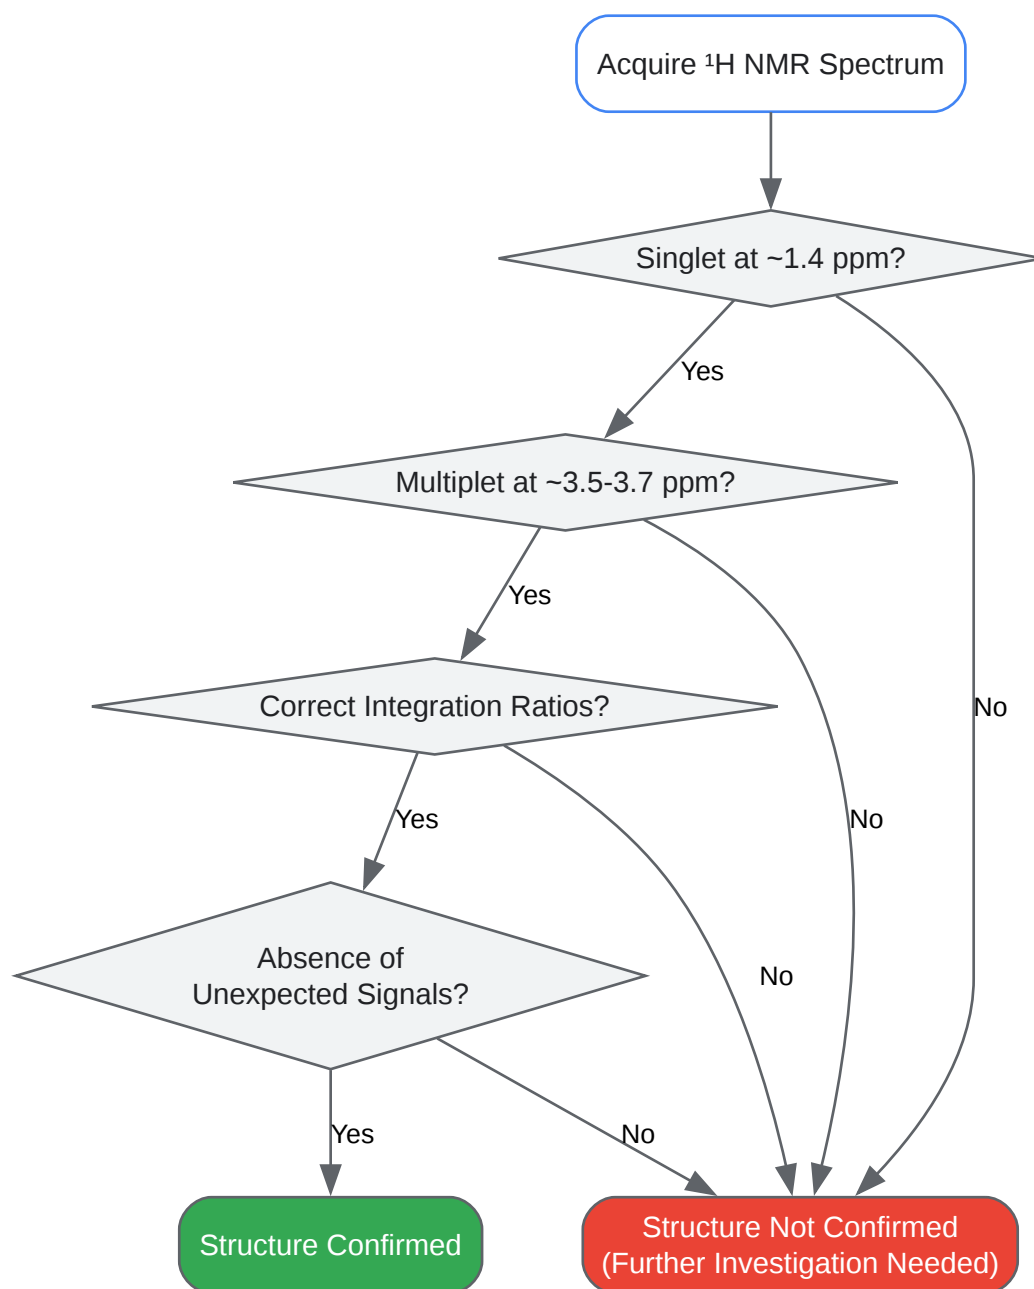 Acquire ¹H NMR Spectrum
Singlet at ~1.4 ppm?
Yes
Multiplet at ~3.5-3.7 ppm?
Yes
Correct Integration Ratios?
No
Yes
No
Absence of
Unexpected Signals?
No
Yes
No
Structure Confirmed
Structure Not Confirmed
(Further Investigation Needed)